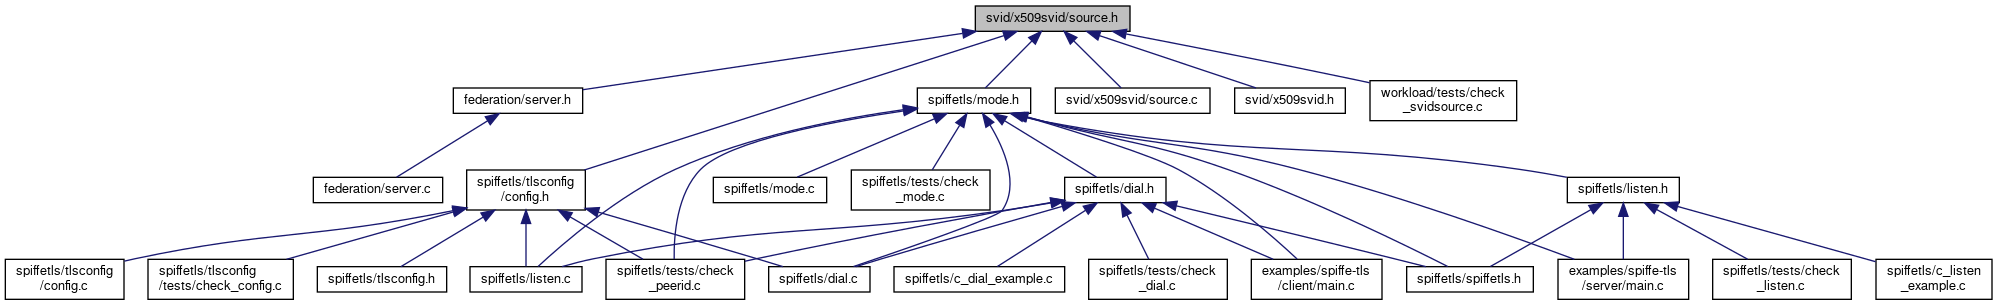 svid/x509svid/source.h
federation/server.h
spiffetls/mode.h
svid/x509svid/source.c
svid/x509svid.h
workload/tests/check
_svidsource.c
federation/server.c
spiffetls/tlsconfig
/config.h
spiffetls/mode.c
spiffetls/tests/check
_mode.c
spiffetls/dial.h
spiffetls/listen.h
spiffetls/tlsconfig
/config.c
spiffetls/tlsconfig
/tests/check_config.c
spiffetls/tlsconfig.h
spiffetls/listen.c
spiffetls/tests/check
_peerid.c
spiffetls/dial.c
spiffetls/c_dial_example.c
spiffetls/tests/check
_dial.c
examples/spiffe-tls
/client/main.c
spiffetls/spiffetls.h
examples/spiffe-tls
/server/main.c
spiffetls/tests/check
_listen.c
spiffetls/c_listen
_example.c